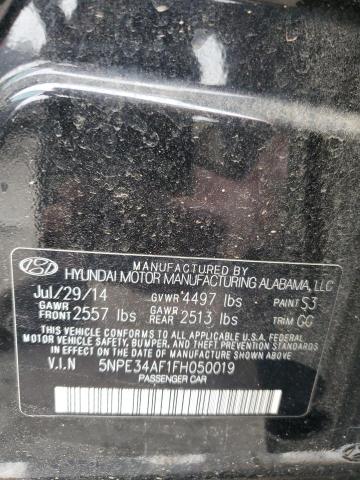 MANUFACTURED BY
HYUNDAI MOTOR MANUFACTURING ALABAMA, LLC
Jul/29/14 GVWR 4497 lbs PAINT S3
GAWR FRONT 2557 lbs GAWR REAR 2513 lbs TRIM GG
THIS VEHICLE CONFORMS TO ALL APPLICABLE U.S.A. FEDERAL
MOTOR VEHICLE SAFETY, BUMPER, AND THEFT PREVENTION STANDARDS
IN EFFECT ON THE DATE OF MANUFACTURE SHOWN ABOVE.
V.I.N 5NPE34AF1FH050019
PASSENGER CAR